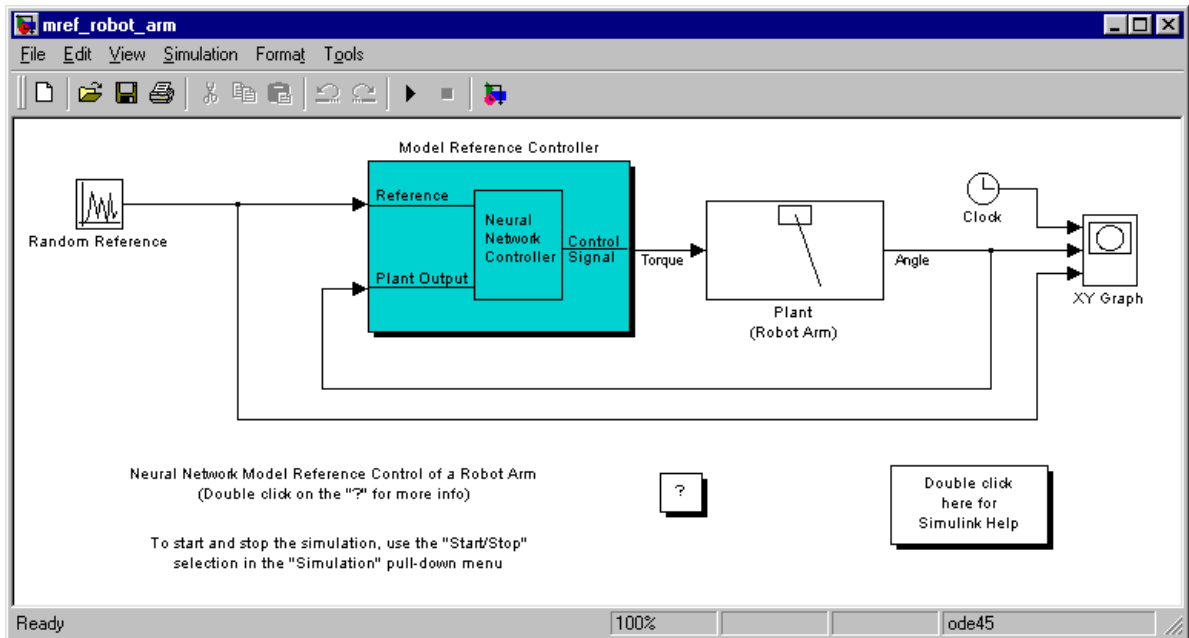 mref_robot_arm
File Edit View Simulation Format Tools
Model Reference Controller
Random Reference
Reference
Plant Output
Neural
Network
Controller
Control
Signal
Torque
Plant
(Robot Arm)
Angle
Clock
XY Graph
Neural Network Model Reference Control of a Robot Arm
(Double click on the "?" for more info)
To start and stop the simulation, use the "Start/Stop"
selection in the "Simulation" pull-down menu
?
Double click
here for
Simulink Help
Ready 100% ode45